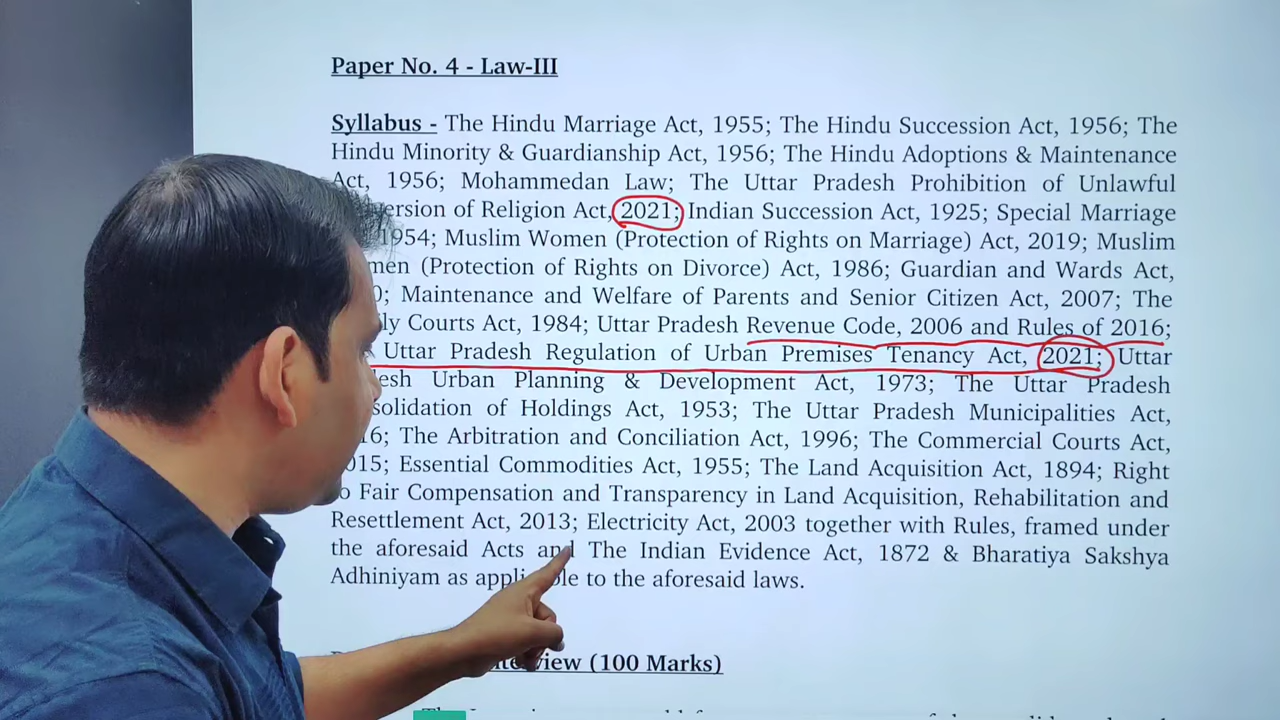 Paper No. 4 - Law-III
Syllabus - The Hindu Marriage Act, 1955; The Hindu Succession Act, 1956; The
Hindu Minority & Guardianship Act, 1956; The Hindu Adoptions & Maintenance
Act, 1956; Mohammedan Law; The Uttar Pradesh Prohibition of Unlawful
ersion of Religion Act, 2021; Indian Succession Act, 1925; Special Marriage
1954; Muslim Women (Protection of Rights on Marriage) Act, 2019; Muslim
men (Protection of Rights on Divorce) Act, 1986; Guardian and Wards Act,
0; Maintenance and Welfare of Parents and Senior Citizen Act, 2007; The
ly Courts Act, 1984; Uttar Pradesh Revenue Code, 2006 and Rules of 2016;
Uttar Pradesh Regulation of Urban Premises Tenancy Act, 2021; Uttar
esh Urban Planning & Development Act, 1973; The Uttar Pradesh
solidation of Holdings Act, 1953; The Uttar Pradesh Municipalities Act,
16; The Arbitration and Conciliation Act, 1996; The Commercial Courts Act,
015; Essential Commodities Act, 1955; The Land Acquisition Act, 1894; Right
o Fair Compensation and Transparency in Land Acquisition, Rehabilitation and
Resettlement Act, 2013; Electricity Act, 2003 together with Rules, framed under
the aforesaid Acts and The Indian Evidence Act, 1872 & Bharatiya Sakshya
Adhiniyam as applicable to the aforesaid laws.
view (100 Marks)